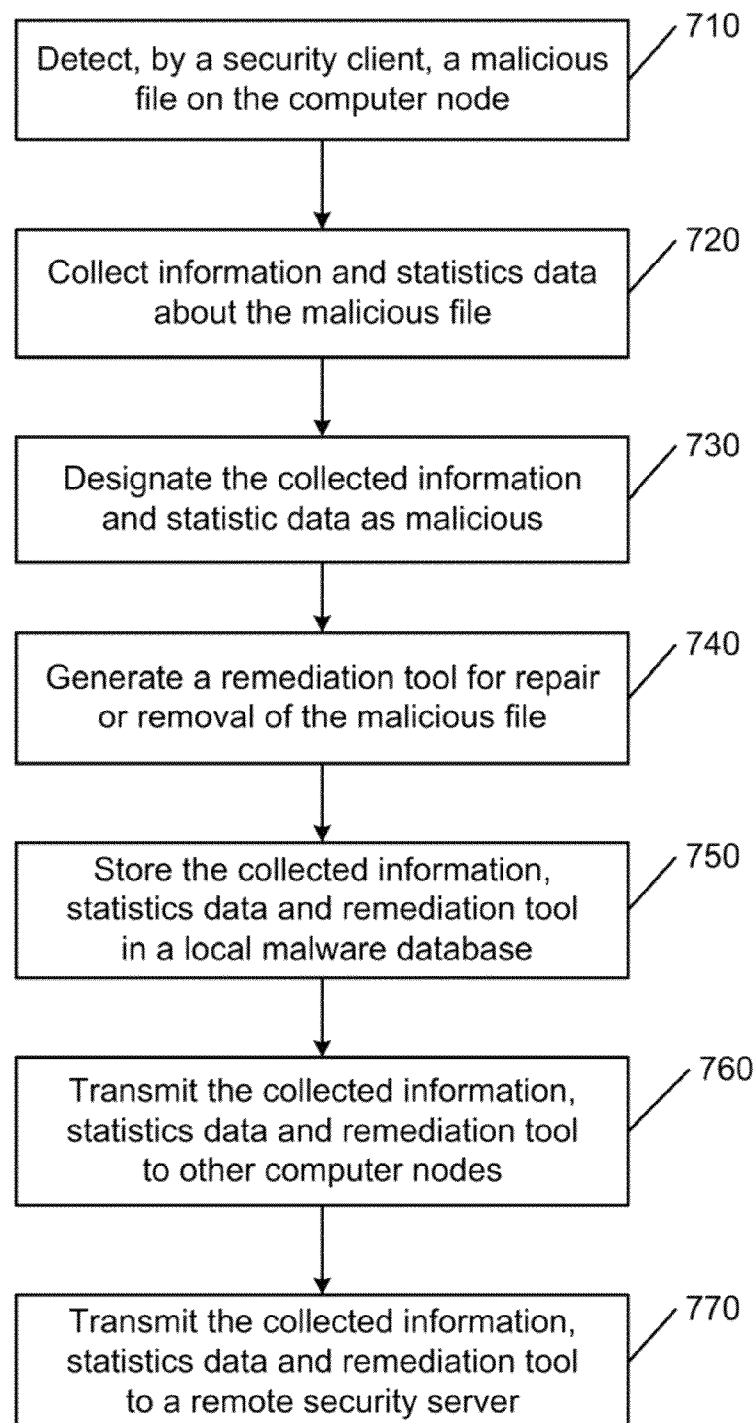 710
Detect, by a security client, a malicious
file on the computer node
720
Collect information and statistics data
about the malicious file
730
Designate the collected information
and statistic data as malicious
740
Generate a remediation tool for repair
or removal of the malicious file
750
Store the collected information,
statistics data and remediation tool
in a local malware database
760
Transmit the collected information,
statistics data and remediation tool
to other computer nodes
770
Transmit the collected information,
statistics data and remediation tool
to a remote security server